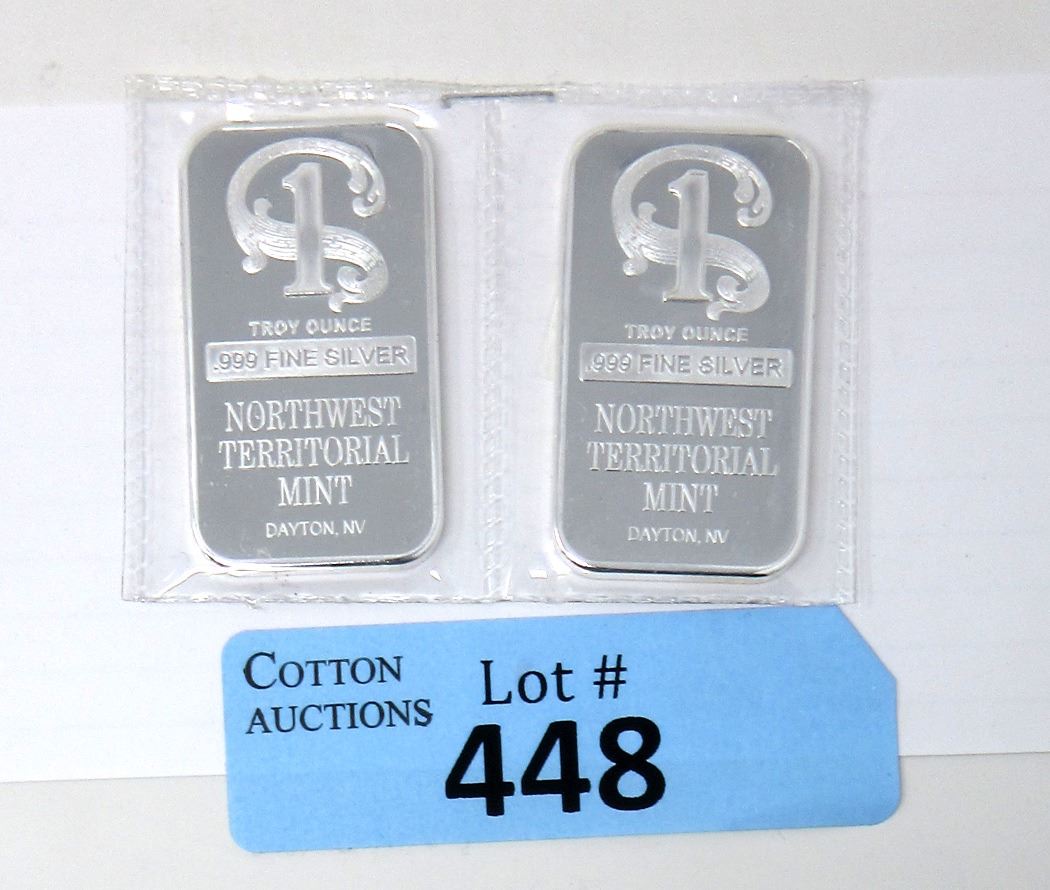 1
TROY OUNCE
.999 FINE SILVER
NORTHWEST
TERRITORIAL
MINT
DAYTON, NV
1
TROY OUNCE
.999 FINE SILVER
NORTHWEST
TERRITORIAL
MINT
DAYTON, NV
COTTON
AUCTIONS
Lot #
448